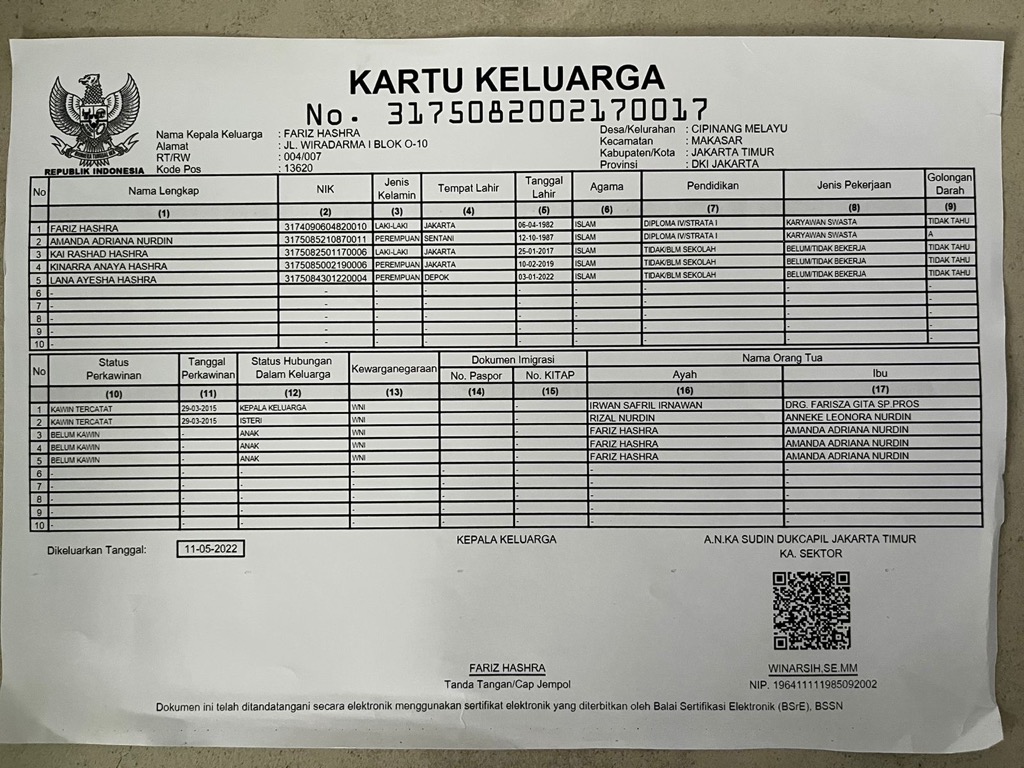 KARTU KELUARGA
No. 3175082002170017
REPUBLIK INDONESIA
Nama Kepala Keluarga : FARIZ HASHRA
Alamat : JL. WIRADARMA I BLOK O-10
RT/RW : 004/007
Kode Pos : 13620
Desa/Kelurahan : CIPINANG MELAYU
Kecamatan : MAKASAR
Kabupaten/Kota : JAKARTA TIMUR
Provinsi : DKI JAKARTA
No Nama Lengkap NIK Jenis Kelamin Tempat Lahir Tanggal Lahir Agama Pendidikan Jenis Pekerjaan Golongan Darah
(1) (2) (3) (4) (5) (6) (7) (8) (9)
1 FARIZ HASHRA 3174090604820010 LAKI-LAKI JAKARTA 06-04-1982 ISLAM DIPLOMA IV/STRATA I KARYAWAN SWASTA TIDAK TAHU
2 AMANDA ADRIANA NURDIN 3175085210870011 PEREMPUAN SENTANI 12-10-1987 ISLAM DIPLOMA IV/STRATA I KARYAWAN SWASTA A
3 KAI RASHAD HASHRA 3175082501170006 LAKI-LAKI JAKARTA 25-01-2017 ISLAM TIDAK/BLM SEKOLAH BELUM/TIDAK BEKERJA TIDAK TAHU
4 KINARRA ANAYA HASHRA 3175085002190006 PEREMPUAN JAKARTA 10-02-2019 ISLAM TIDAK/BLM SEKOLAH BELUM/TIDAK BEKERJA TIDAK TAHU
5 LANA AYESHA HASHRA 3175084301220004 PEREMPUAN DEPOK 03-01-2022 ISLAM TIDAK/BLM SEKOLAH BELUM/TIDAK BEKERJA TIDAK TAHU
6 - - - - - - - - -
7 - - - - - - - - -
8 - - - - - - - - -
9 - - - - - - - - -
10 - - - - - - - - -
No Status Perkawinan Tanggal Perkawinan Status Hubungan Dalam Keluarga Kewarganegaraan Dokumen Imigrasi Nama Orang Tua
No. Paspor No. KITAP Ayah Ibu
(10) (11) (12) (13) (14) (15) (16) (17)
1 KAWIN TERCATAT 29-03-2015 KEPALA KELUARGA WNI - - IRWAN SAFRIL IRNAWAN DRG. FARISZA GITA SP.PROS
2 KAWIN TERCATAT 29-03-2015 ISTERI WNI - - RIZAL NURDIN ANNEKE LEONORA NURDIN
3 BELUM KAWIN - ANAK WNI - - FARIZ HASHRA AMANDA ADRIANA NURDIN
4 BELUM KAWIN - ANAK WNI - - FARIZ HASHRA AMANDA ADRIANA NURDIN
5 BELUM KAWIN - ANAK WNI - - FARIZ HASHRA AMANDA ADRIANA NURDIN
6 - - - - - - - -
7 - - - - - - - -
8 - - - - - - - -
9 - - - - - - - -
10 - - - - - - - -
Dikeluarkan Tanggal: 11-05-2022
KEPALA KELUARGA
FARIZ HASHRA
Tanda Tangan/Cap Jempol
A.N.KA SUDIN DUKCAPIL JAKARTA TIMUR
KA. SEKTOR
WINARSIH,SE.MM
NIP. 196411111985092002
Dokumen ini telah ditandatangani secara elektronik menggunakan sertifikat elektronik yang diterbitkan oleh Balai Sertifikasi Elektronik (BSrE), BSSN